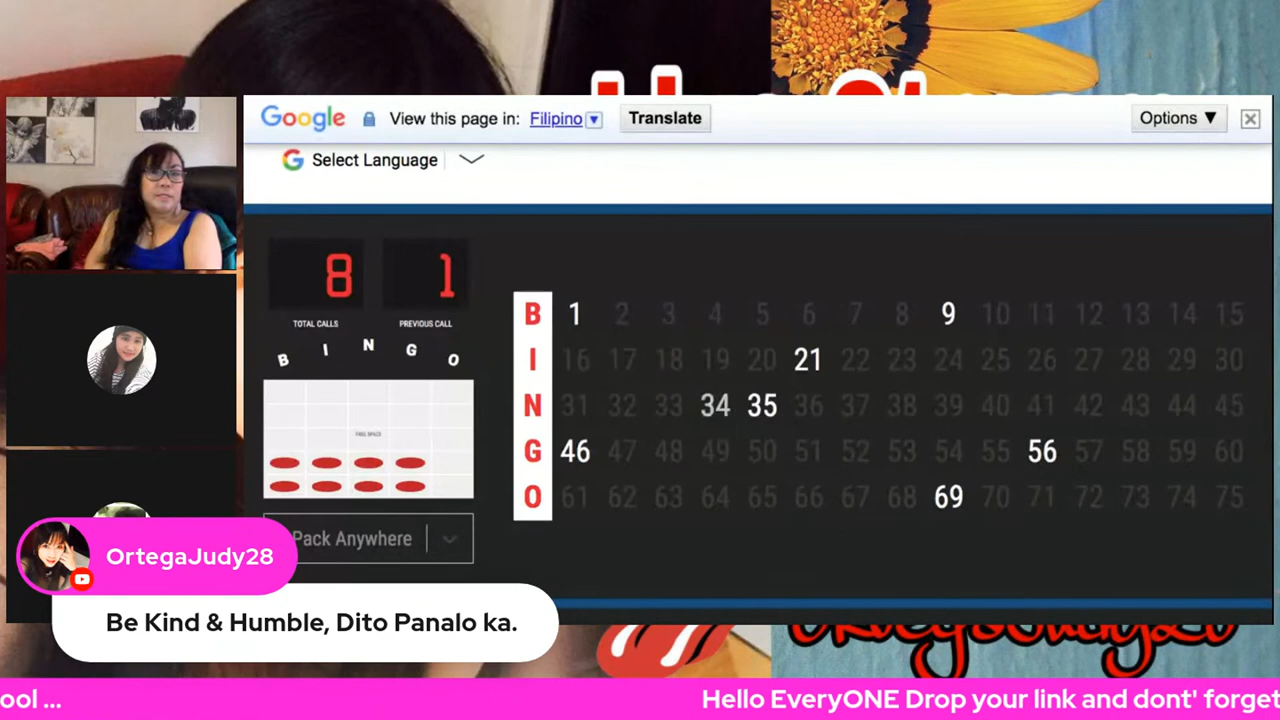 Google View this page in: Filipino Translate Options ▼
G Select Language
8 1
TOTAL CALLS PREVIOUS CALL
B I N G O
FREE SPACE
B 1 2 3 4 5 6 7 8 9 10 11 12 13 14 15
I 16 17 18 19 20 21 22 23 24 25 26 27 28 29 30
N 31 32 33 34 35 36 37 38 39 40 41 42 43 44 45
G 46 47 48 49 50 51 52 53 54 55 56 57 58 59 60
O 61 62 63 64 65 66 67 68 69 70 71 72 73 74 75
Pack Anywhere
OrtegaJudy28
Be Kind & Humble, Dito Panalo ka.
ool ... Hello EveryONE Drop your link and dont' forget